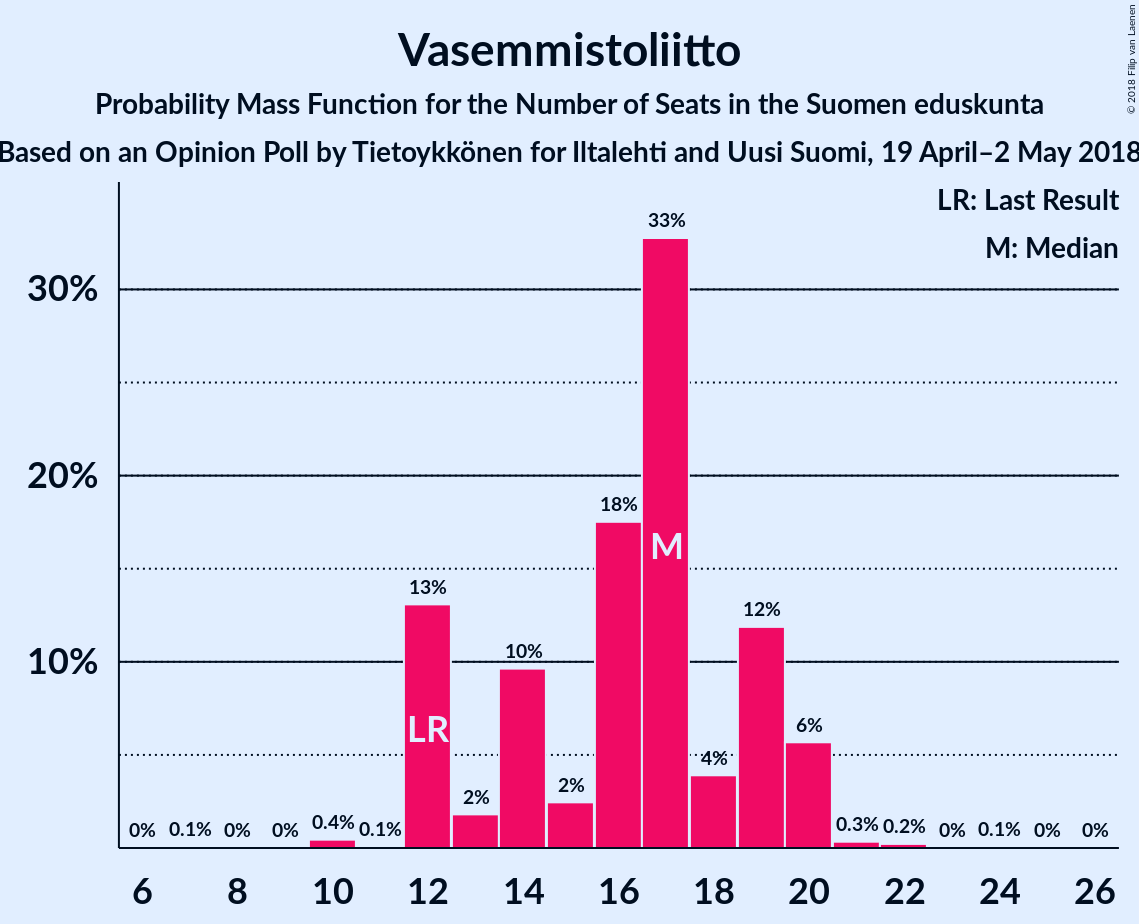 Vasemmistoliitto
Probability Mass Function for the Number of Seats in the Suomen eduskunta
Based on an Opinion Poll by Tietoykkönen for Iltalehti and Uusi Suomi, 19 April–2 May 2018
© 2018 Filip van Laenen
LR: Last Result
M: Median
33%
30%
18%
20%
M
13%
12%
10%
10%
LR
6%
4%
2%
2%
0% 0.1% 0% 0% 0.4% 0.1% 0.3% 0.2% 0% 0.1% 0% 0%
6 8 10 12 14 16 18 20 22 24 26